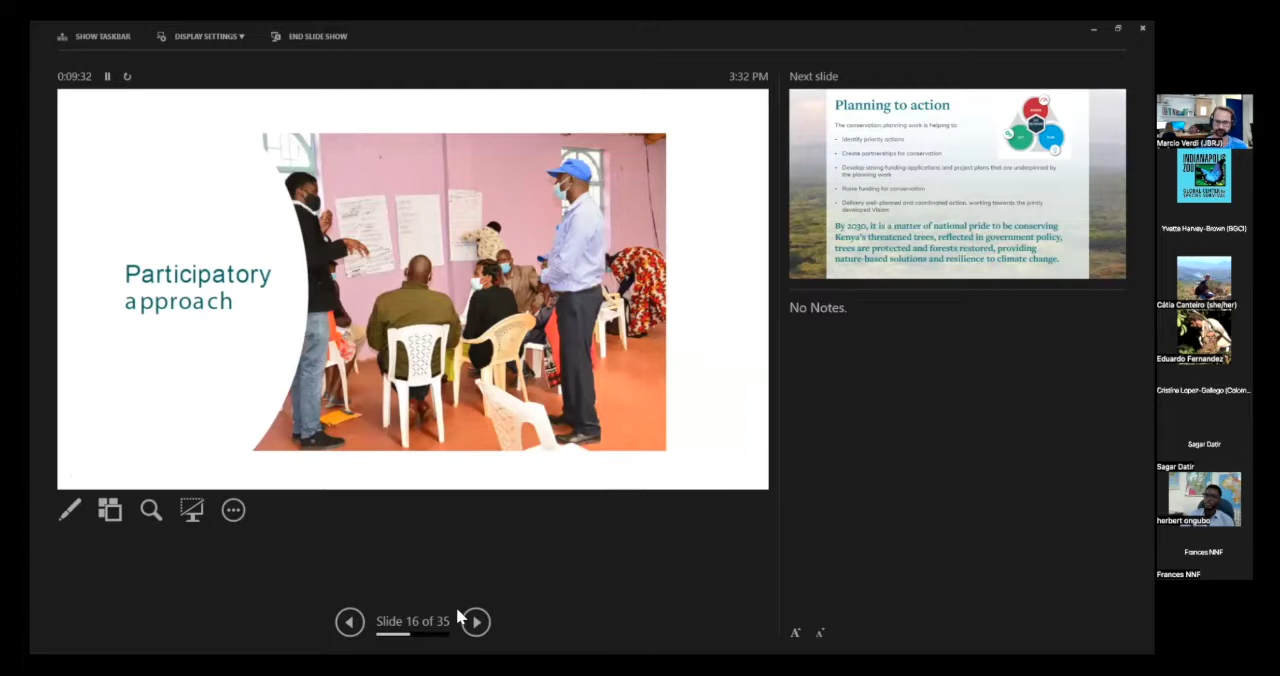 SHOW TASKBAR
DISPLAY SETTINGS ▾
END SLIDE SHOW
0:09:32
3:32 PM
Next slide
Participatory
approach
Planning to action
The conservation planning work is helping to:
• Identify priority actions
• Create partnerships for conservation
• Develop strong funding applications and project plans that are underpinned by
the planning work
• Raise funding for conservation
• Delivery well-planned and coordinated action, working towards the jointly
developed Vision
By 2030, it is a matter of national pride to be conserving
Kenya's threatened trees, reflected in government policy,
trees are protected and forests restored, providing
nature-based solutions and resilience to climate change.
No Notes.
Slide 16 of 35
A A
Marcio Verdi (JBRJ)
INDIANAPOLIS
ZOO
GLOBAL CENTER for
SPECIES SURVIVAL
Yvette Harvey-Brown (BGCI)
Cátia Canteiro (she/her)
Eduardo Fernandez
Cristina Lopez-Gallego (Colom...
Sagar Datir
Sagar Datir
herbert ongubo
Frances NNF
Frances NNF